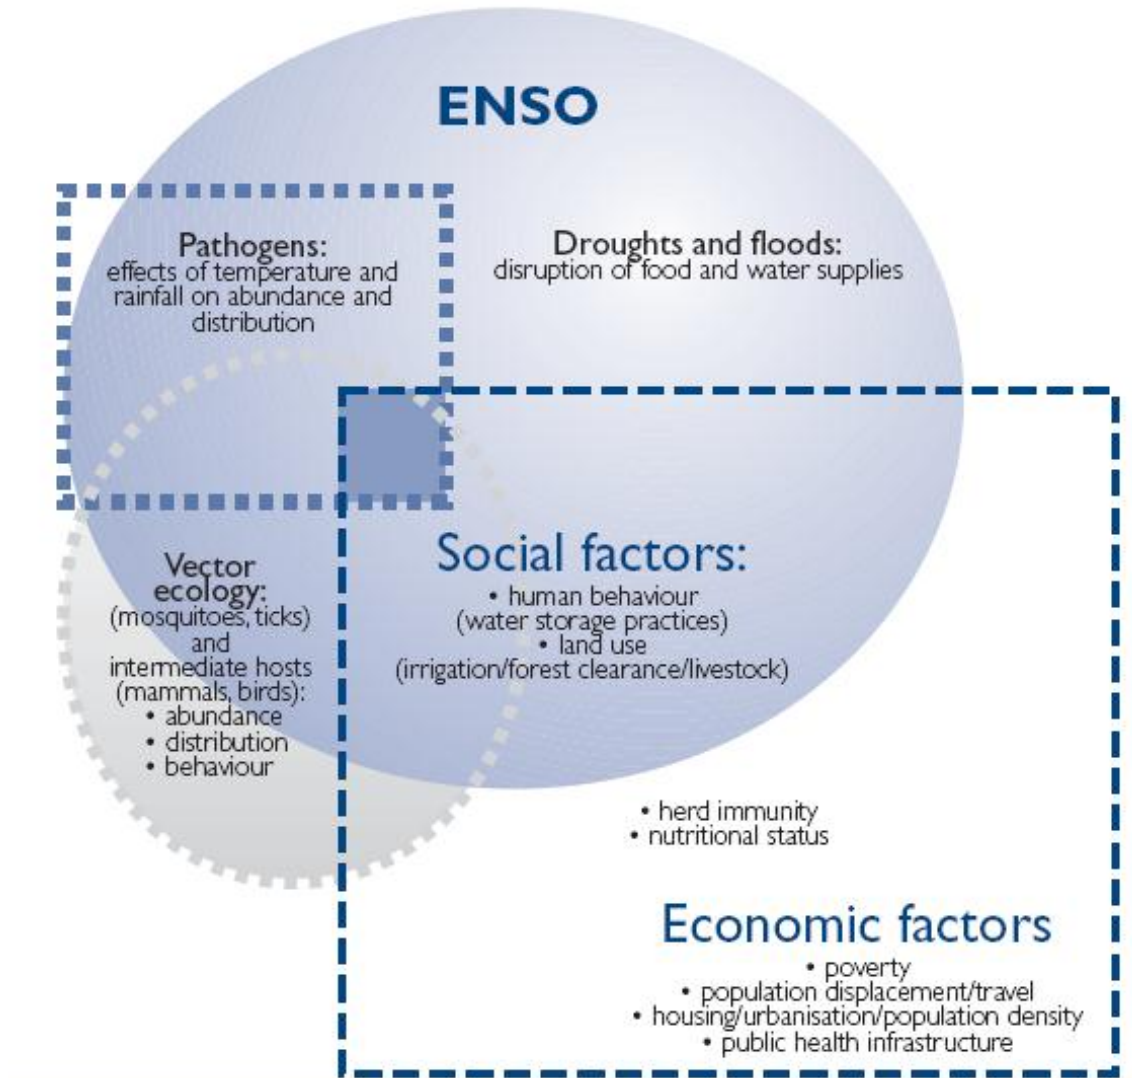 ENSO
Pathogens:
effects of temperature and
rainfall on abundance and
distribution
Droughts and floods:
disruption of food and water supplies
Vector
ecology:
(mosquitoes, ticks)
and
intermediate hosts
(mammals, birds):
• abundance
• distribution
• behaviour
Social factors:
• human behaviour
(water storage practices)
• land use
(irrigation/forest clearance/livestock)
• herd immunity
• nutritional status
Economic factors
• poverty
• population displacement/travel
• housing/urbanisation/population density
• public health infrastructure